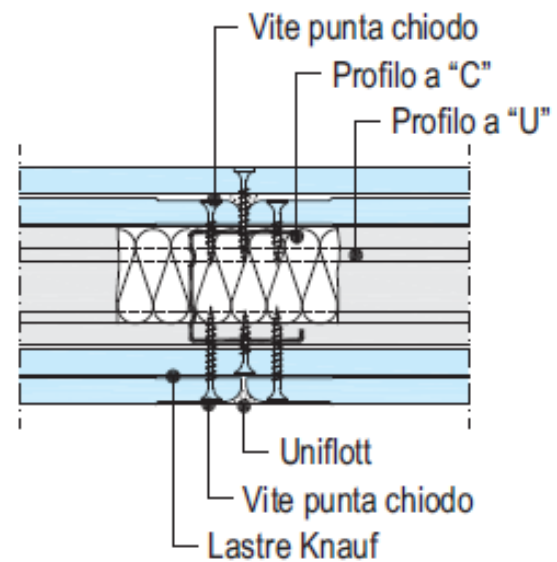 Vite punta chiodo
Profilo a “C”
Profilo a “U”
Uniflott
Vite punta chiodo
Lastre Knauf